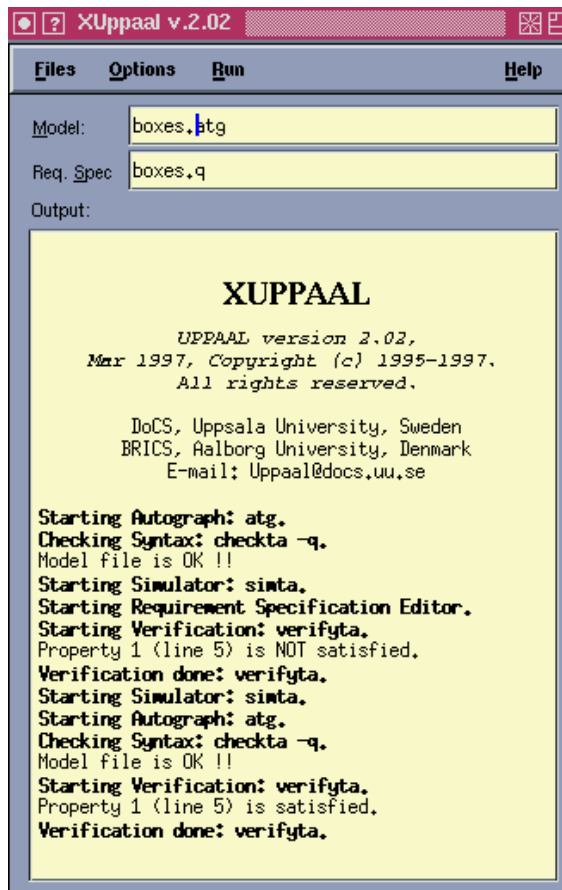 XUppaal v.2.02
Files Options Run Help
Model: boxes.atg
Req. Spec boxes.q
Output:
XUPPAAL
UPPAAL version 2.02,
Mar 1997, Copyright (c) 1995-1997.
All rights reserved.
DoCS, Uppsala University, Sweden
BRICS, Aalborg University, Denmark
E-mail: Uppaal@docs.uu.se
Starting Autograph: atg.
Checking Syntax: checkta -q.
Model file is OK !!
Starting Simulator: simta.
Starting Requirement Specification Editor.
Starting Verification: verifyta.
Property 1 (line 5) is NOT satisfied.
Verification done: verifyta.
Starting Simulator: simta.
Starting Autograph: atg.
Checking Syntax: checkta -q.
Model file is OK !!
Starting Verification: verifyta.
Property 1 (line 5) is satisfied.
Verification done: verifyta.